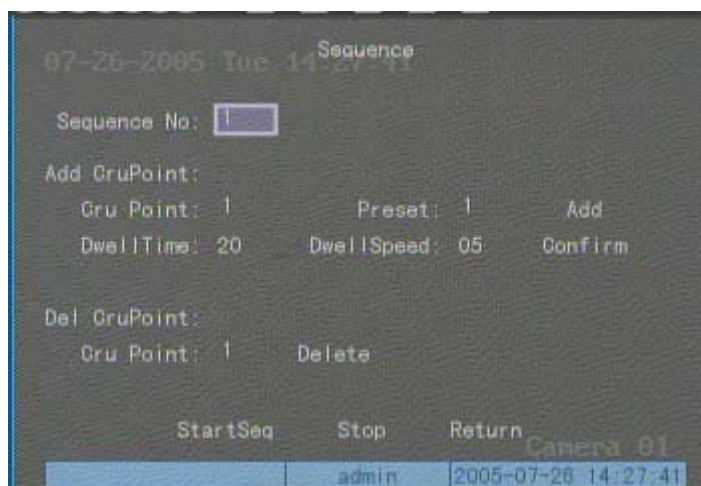 Sequence
07-26-2005 Tue 14:27:41
Sequence No: 1
Add CruPoint:
Cru Point: 1 Preset: 1 Add
DwellTime: 20 DwellSpeed: 05 Confirm
Del CruPoint:
Cru Point: 1 Delete
StartSeq Stop Return
Camera 01
admin 2005-07-26 14:27:41